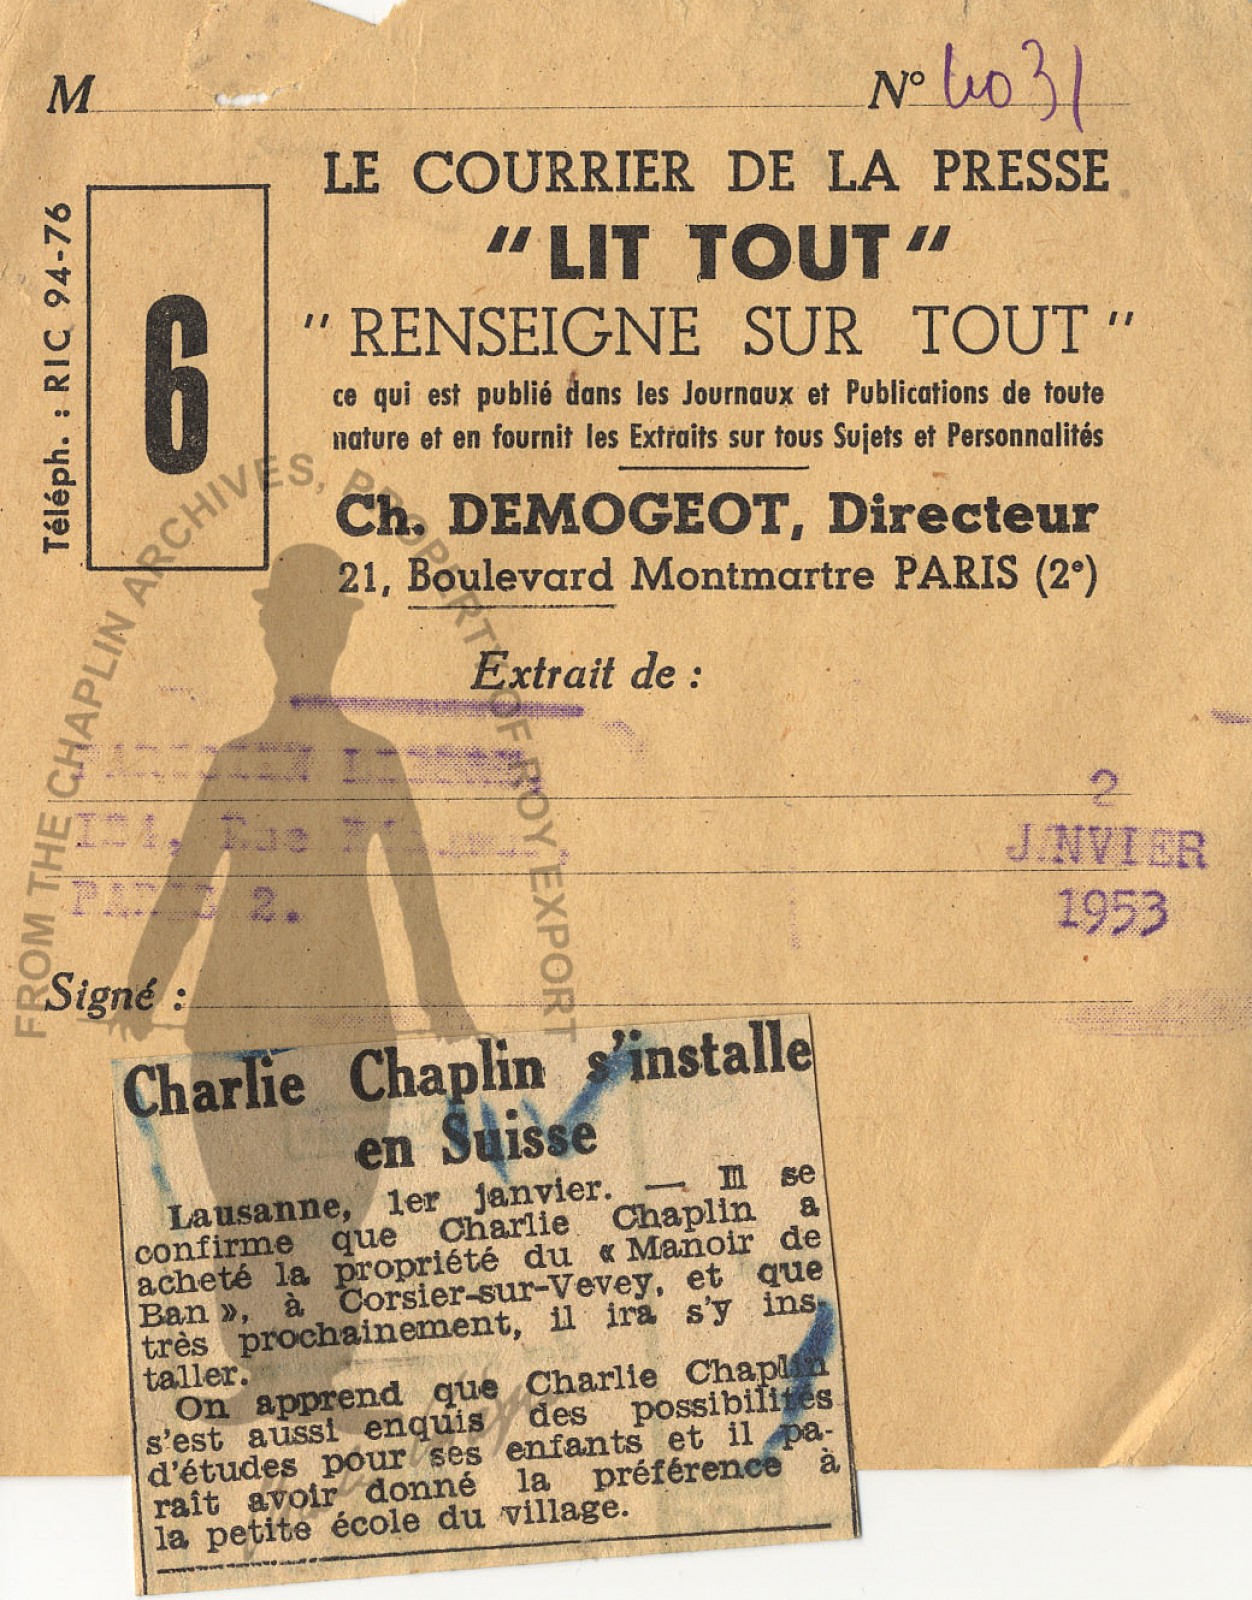 M
N° 4031
LE COURRIER DE LA PRESSE
"LIT TOUT"
"RENSEIGNE SUR TOUT"
ce qui est publié dans les Journaux et Publications de toute
nature et en fournit les Extraits sur tous Sujets et Personnalités
Ch. DEMOGEOT, Directeur
21, Boulevard Montmartre PARIS (2e)
Téléph. : RIC 94-76
6
Extrait de :
Rue
PARIS 2.
2
JANVIER
1953
Signé :
Charlie Chaplin s'installe
en Suisse
Lausanne, 1er janvier. — Il se
confirme que Charlie Chaplin a
acheté la propriété du « Manoir de
Ban », à Corsier-sur-Vevey, et que
très prochainement, il ira s'y ins-
taller.
On apprend que Charlie Chaplin
s'est aussi enquis des possibilités
d'études pour ses enfants et il pa-
raît avoir donné la préférence à
la petite école du village.
FROM THE CHAPLIN ARCHIVES, PROPERTY OF ROY EXPORT